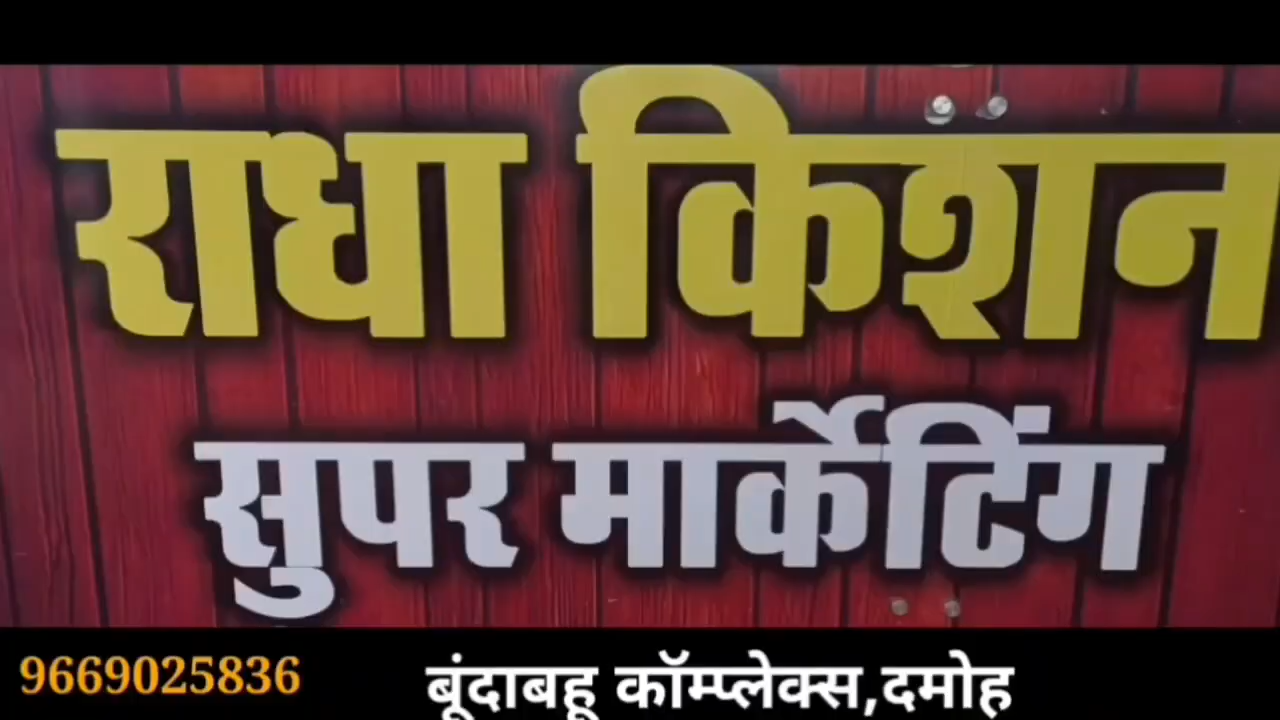 राधा किशन
सुपर मार्केटिंग
9669025836 बूंदाबहू कॉम्प्लेक्स,दमोह